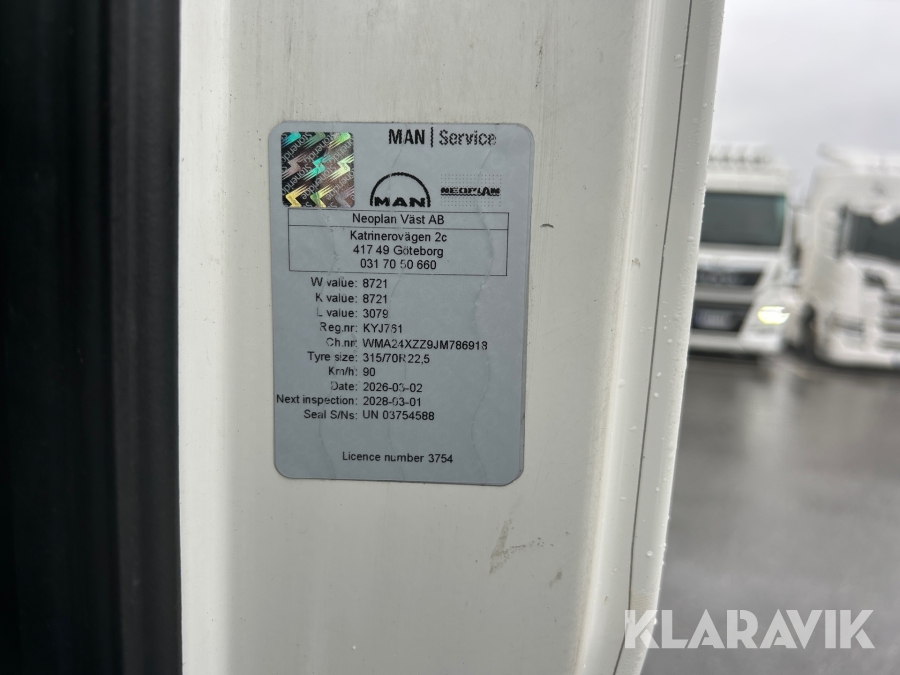 MAN | Service
MAN
NEOPLAN
Neoplan Väst AB
Katrinerovägen 2c
417 49 Göteborg
031 70 50 660
W value: 8721
K value: 8721
L value: 3079
Reg.nr: KYJ761
Ch.nr: WMA24XZZ9JM786918
Tyre size: 315/70R22,5
Km/h: 90
Date: 2026-03-02
Next inspection: 2028-03-01
Seal S/Ns: UN 03754588
Licence number 3754
KLARAVIK